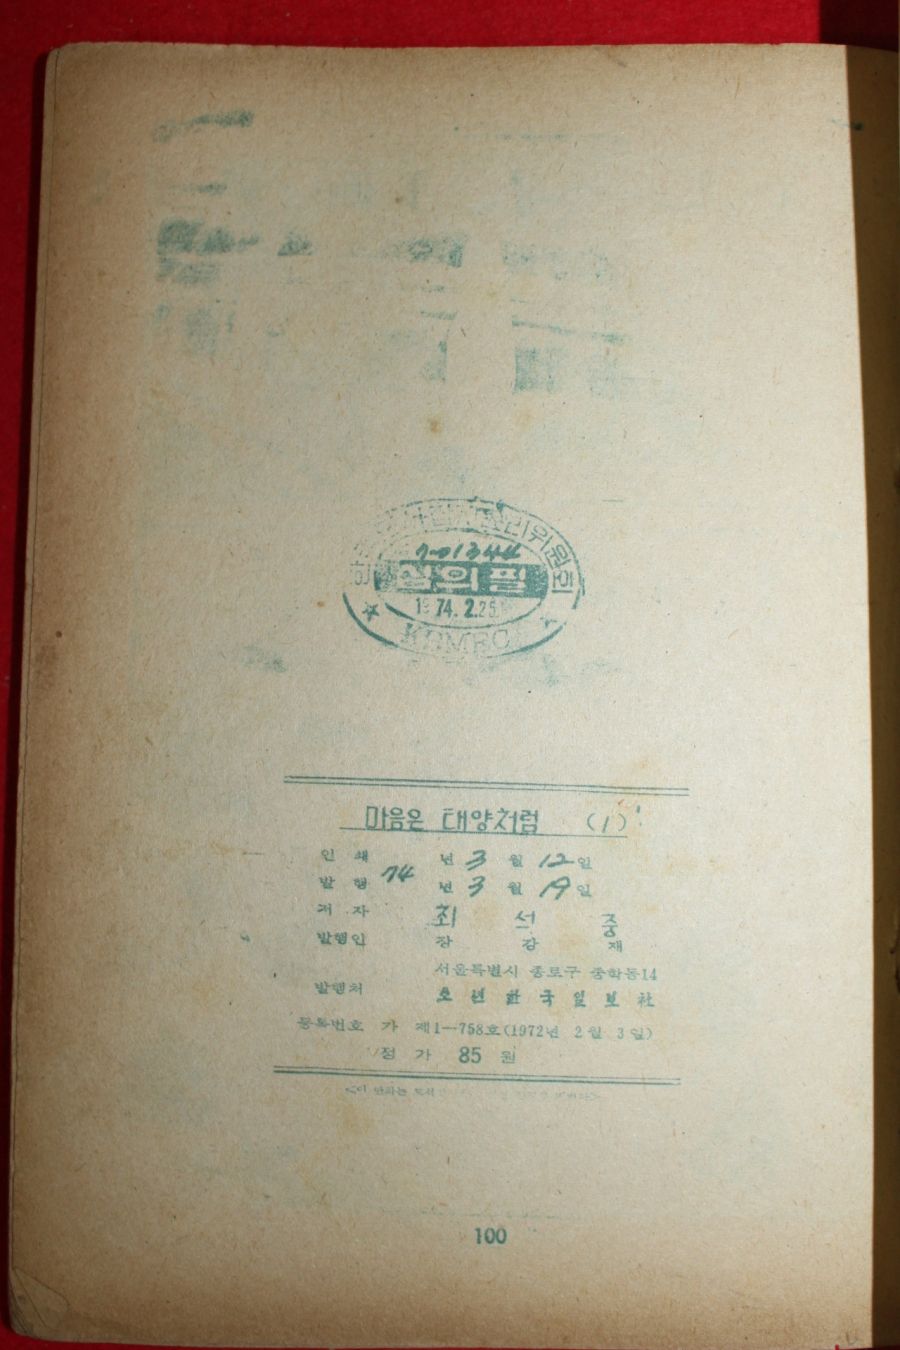 7-01344
심의필
1974.2.25.
마음은 태양처럼 (1)
인 쇄 74 년 3 월 12 일
발 행 년 3 월 19 일
저 자 최 석 중
발행인 장 강 재
서울특별시 종로구 중학동14
발행처 소년한국일보社
등록번호 가 제1—758호(1972년 2월 3일)
정 가 85 원
100